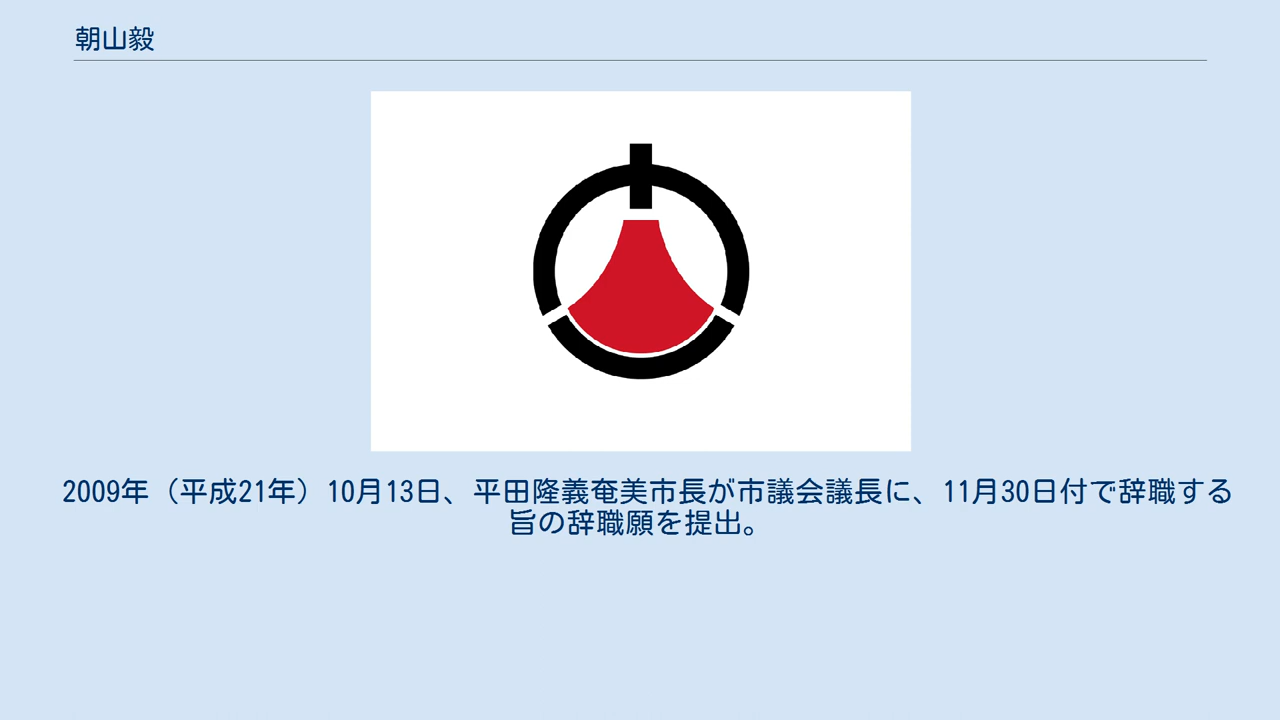 朝山毅
2009年（平成21年）10月13日、平田隆義奄美市長が市議会議長に、11月30日付で辞職する
旨の辞職願を提出。